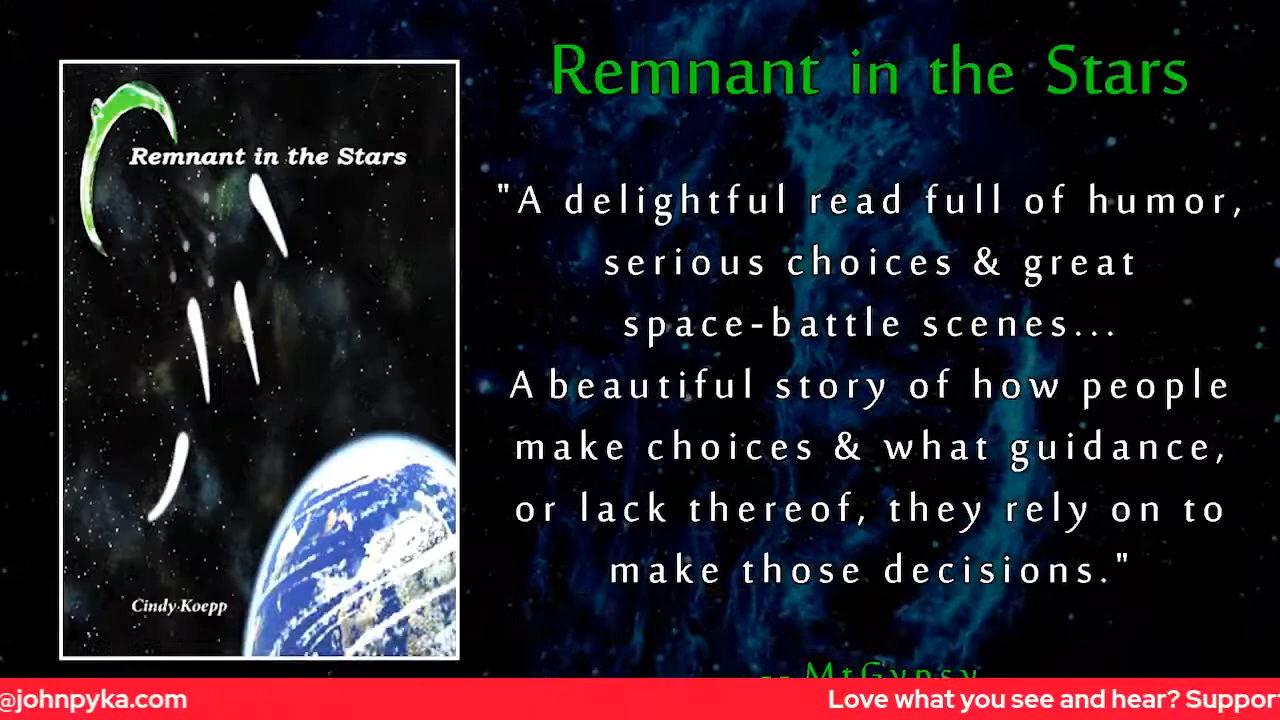 Remnant in the Stars
Cindy Koepp
Remnant in the Stars
"A delightful read full of humor,
serious choices & great
space-battle scenes...
A beautiful story of how people
make choices & what guidance,
or lack thereof, they rely on to
make those decisions."
-- MtGypsy
@johnpyka.com
Love what you see and hear? Support